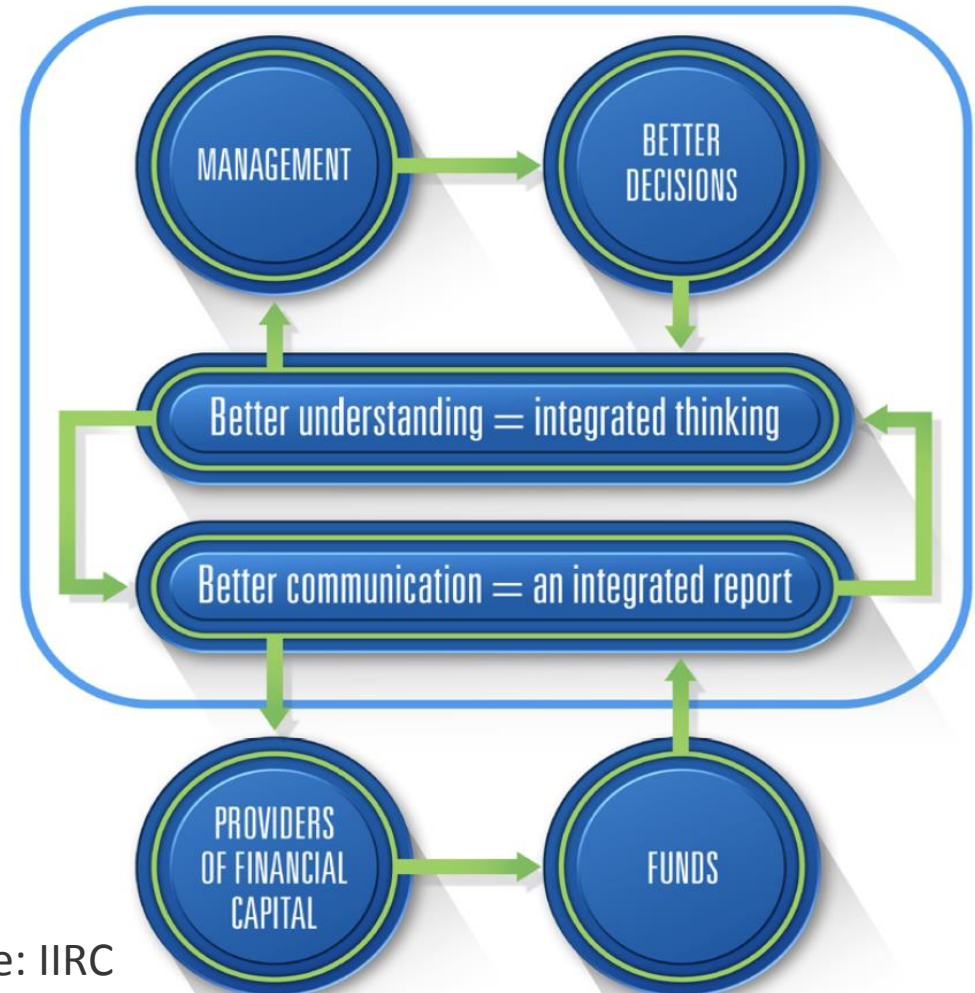 MANAGEMENT
BETTER
DECISIONS
Better understanding = integrated thinking
Better communication = an integrated report
PROVIDERS
OF FINANCIAL
CAPITAL
FUNDS
e: IIRC